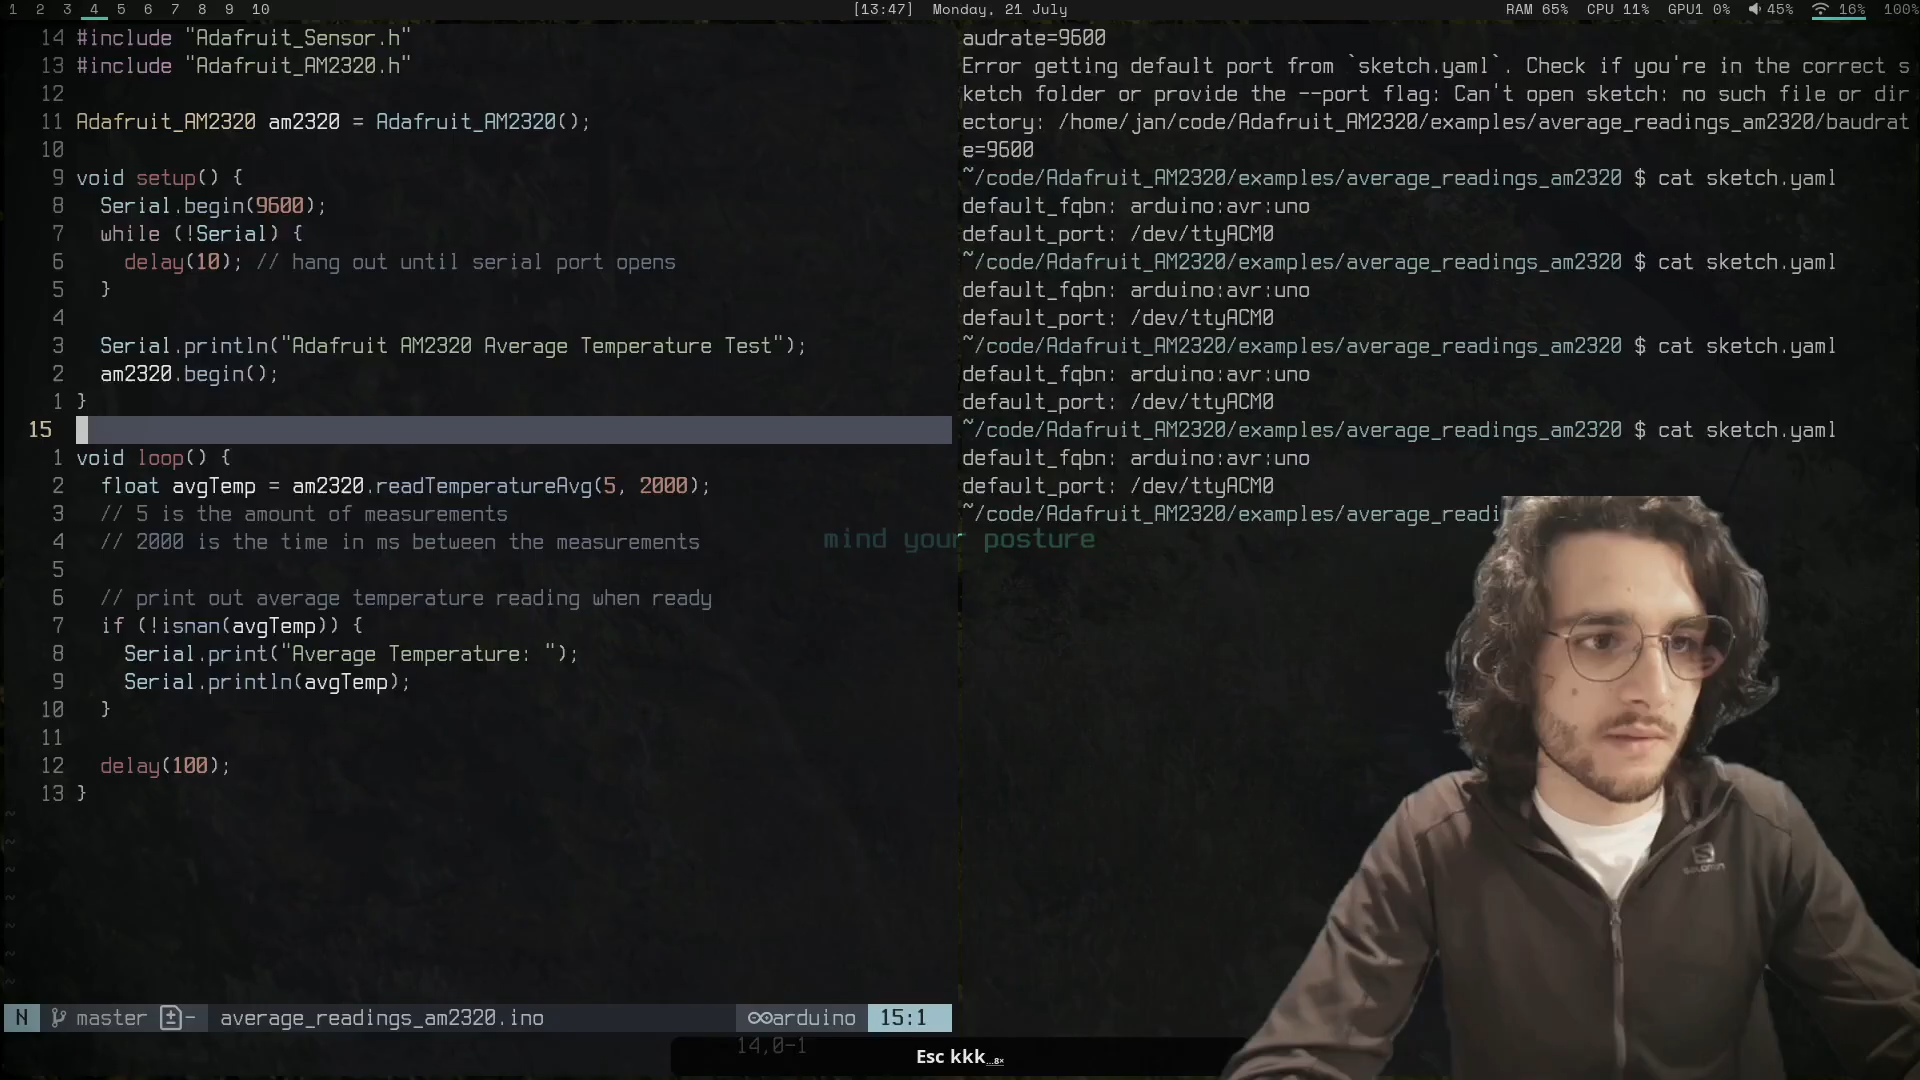 1 2 3 4 5 6 7 8 9 10
[13:47] Monday, 21 July
RAM 65% CPU 11% GPU1 0% 45% 16% 100%
14 #include "Adafruit_Sensor.h"
13 #include "Adafruit_AM2320.h"
12
11 Adafruit_AM2320 am2320 = Adafruit_AM2320();
10
9 void setup() {
8 Serial.begin(9600);
7 while (!Serial) {
6 delay(10); // hang out until serial port opens
5 }
4
3 Serial.println("Adafruit AM2320 Average Temperature Test");
2 am2320.begin();
1 }
15
1 void loop() {
2 float avgTemp = am2320.readTemperatureAvg(5, 2000);
3 // 5 is the amount of measurements
4 // 2000 is the time in ms between the measurements
5
6 // print out average temperature reading when ready
7 if (!isnan(avgTemp)) {
8 Serial.print("Average Temperature: ");
9 Serial.println(avgTemp);
10 }
11
12 delay(100);
13 }
~
~
~
~
~
~
~
N master - average_readings_am2320.ino arduino 15:1
14,0-1
audrate=9600
Error getting default port from `sketch.yaml`. Check if you're in the correct s
ketch folder or provide the --port flag: Can't open sketch: no such file or dir
ectory: /home/jan/code/Adafruit_AM2320/examples/average_readings_am2320/baudrat
e=9600
~/code/Adafruit_AM2320/examples/average_readings_am2320 $ cat sketch.yaml
default_fqbn: arduino:avr:uno
default_port: /dev/ttyACM0
~/code/Adafruit_AM2320/examples/average_readings_am2320 $ cat sketch.yaml
default_fqbn: arduino:avr:uno
default_port: /dev/ttyACM0
~/code/Adafruit_AM2320/examples/average_readings_am2320 $ cat sketch.yaml
default_fqbn: arduino:avr:uno
default_port: /dev/ttyACM0
~/code/Adafruit_AM2320/examples/average_readings_am2320 $ cat sketch.yaml
default_fqbn: arduino:avr:uno
default_port: /dev/ttyACM0
~/code/Adafruit_AM2320/examples/average_readi
mind your posture
salomon
Esc kkk...8×